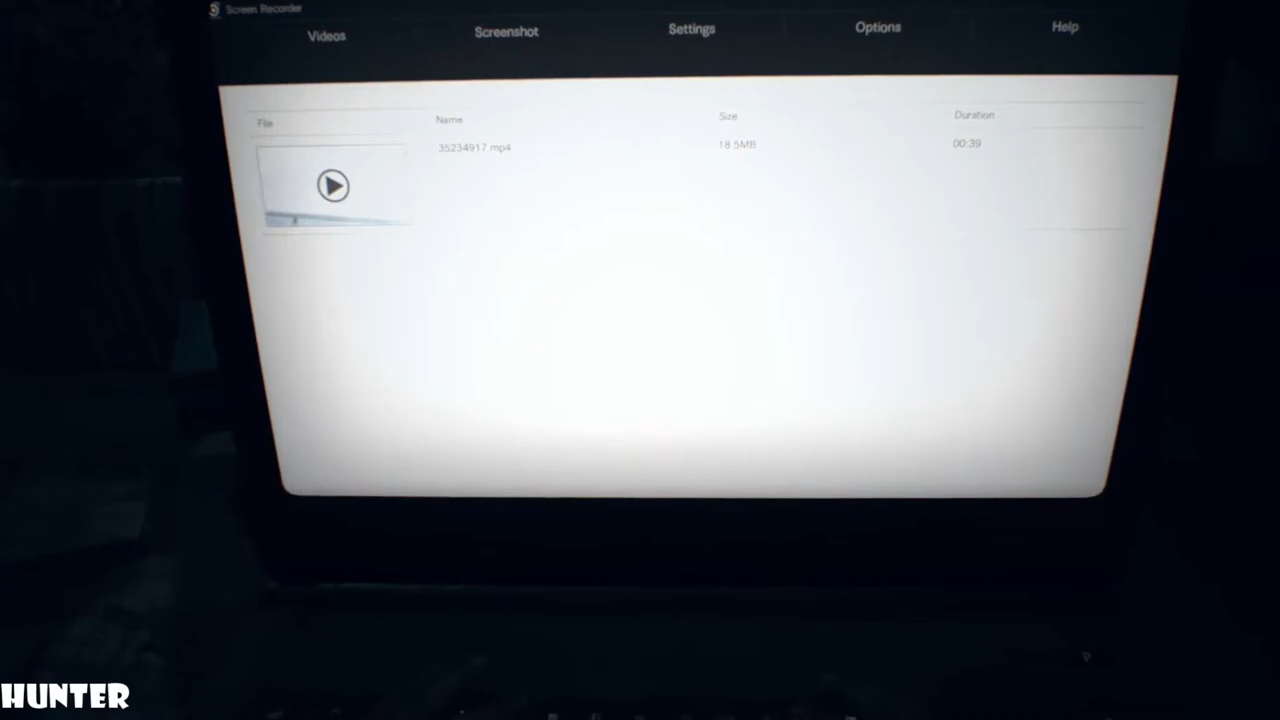 Screen Recorder
Videos Screenshot Settings Options Help
File Name Size Duration
35234917.mp4 18.5MB 00:39
HUNTER